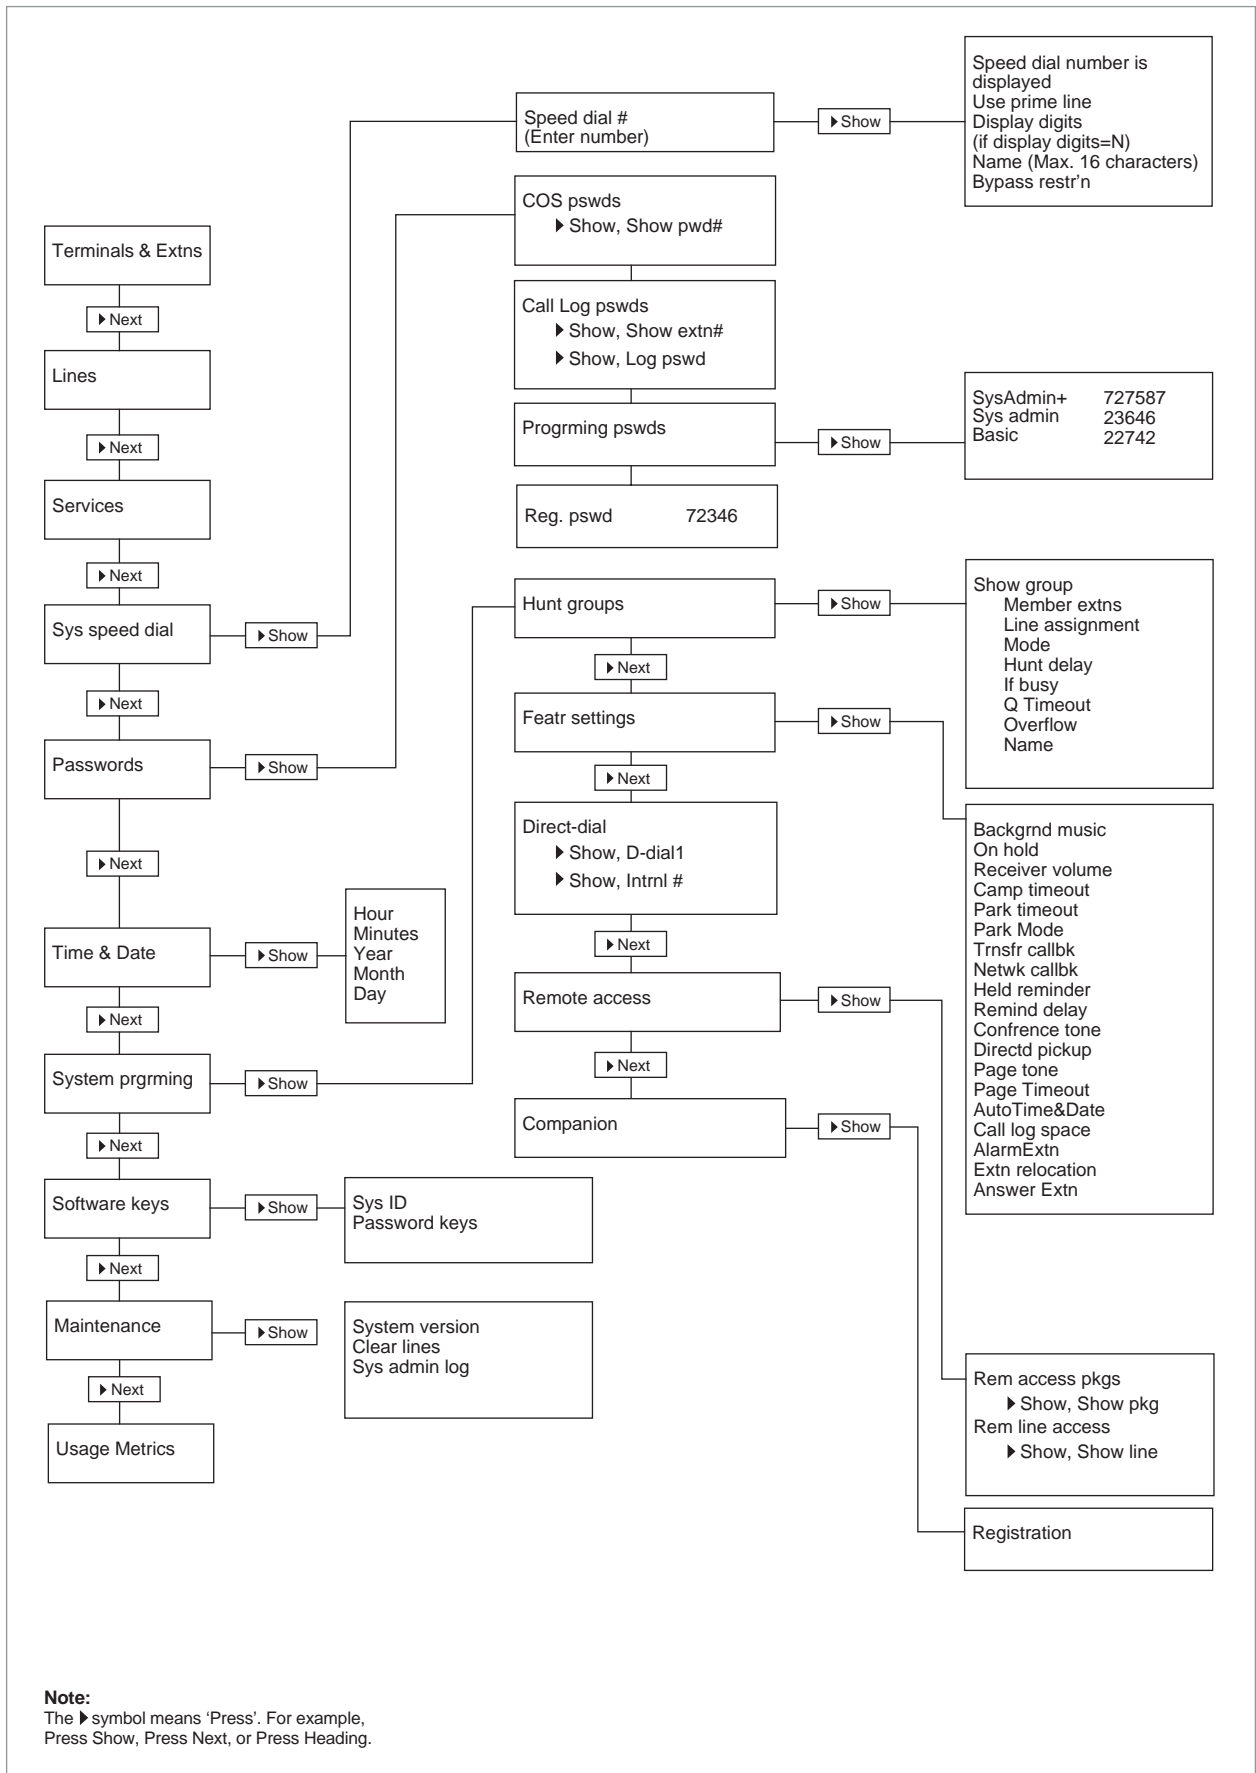 Speed dial number is
displayed
Use prime line
Display digits
(if display digits=N)
Name (Max. 16 characters)
Bypass restr'n
Speed dial #
(Enter number)
▶Show
COS pswds
▶ Show, Show pwd#
Call Log pswds
▶ Show, Show extn#
▶ Show, Log pswd
Progrming pswds
▶Show
SysAdmin+ 727587
Sys admin 23646
Basic 22742
Reg. pswd 72346
Terminals & Extns
▶Next
Lines
▶Next
Services
▶Next
Sys speed dial
▶Show
▶Next
Passwords
▶Show
▶Next
Time & Date
▶Show
Hour
Minutes
Year
Month
Day
▶Next
System prgrming
▶Show
▶Next
Software keys
▶Show
Sys ID
Password keys
▶Next
Maintenance
▶Show
System version
Clear lines
Sys admin log
▶Next
Usage Metrics
Hunt groups
▶Show
Show group
Member extns
Line assignment
Mode
Hunt delay
If busy
Q Timeout
Overflow
Name
▶Next
Featr settings
▶Show
Backgrnd music
On hold
Receiver volume
Camp timeout
Park timeout
Park Mode
Trnsfr callbk
Netwk callbk
Held reminder
Remind delay
Confrence tone
Directd pickup
Page tone
Page Timeout
AutoTime&Date
Call log space
AlarmExtn
Extn relocation
Answer Extn
▶Next
Direct-dial
▶ Show, D-dial1
▶ Show, Intrnl #
▶Next
Remote access
▶Show
Rem access pkgs
▶ Show, Show pkg
Rem line access
▶ Show, Show line
▶Next
Companion
▶Show
Registration
Note:
The ▶ symbol means ‘Press’. For example,
Press Show, Press Next, or Press Heading.